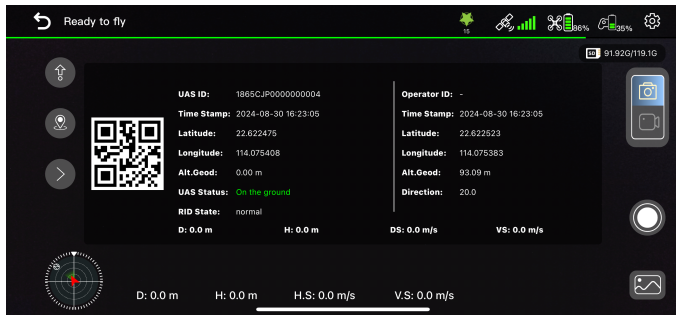 Ready to fly
15
86%
35%
SD 91.92G/119.1G
UAS ID: 1865CJP0000000004
Time Stamp: 2024-08-30 16:23:05
Latitude: 22.622475
Longitude: 114.075408
Alt.Geod: 0.00 m
UAS Status: On the ground
RID State: normal
Operator ID: -
Time Stamp: 2024-08-30 16:23:05
Latitude: 22.622523
Longitude: 114.075383
Alt.Geod: 93.09 m
Direction: 20.0
D: 0.0 m H: 0.0 m DS: 0.0 m/s VS: 0.0 m/s
D: 0.0 m H: 0.0 m H.S: 0.0 m/s V.S: 0.0 m/s